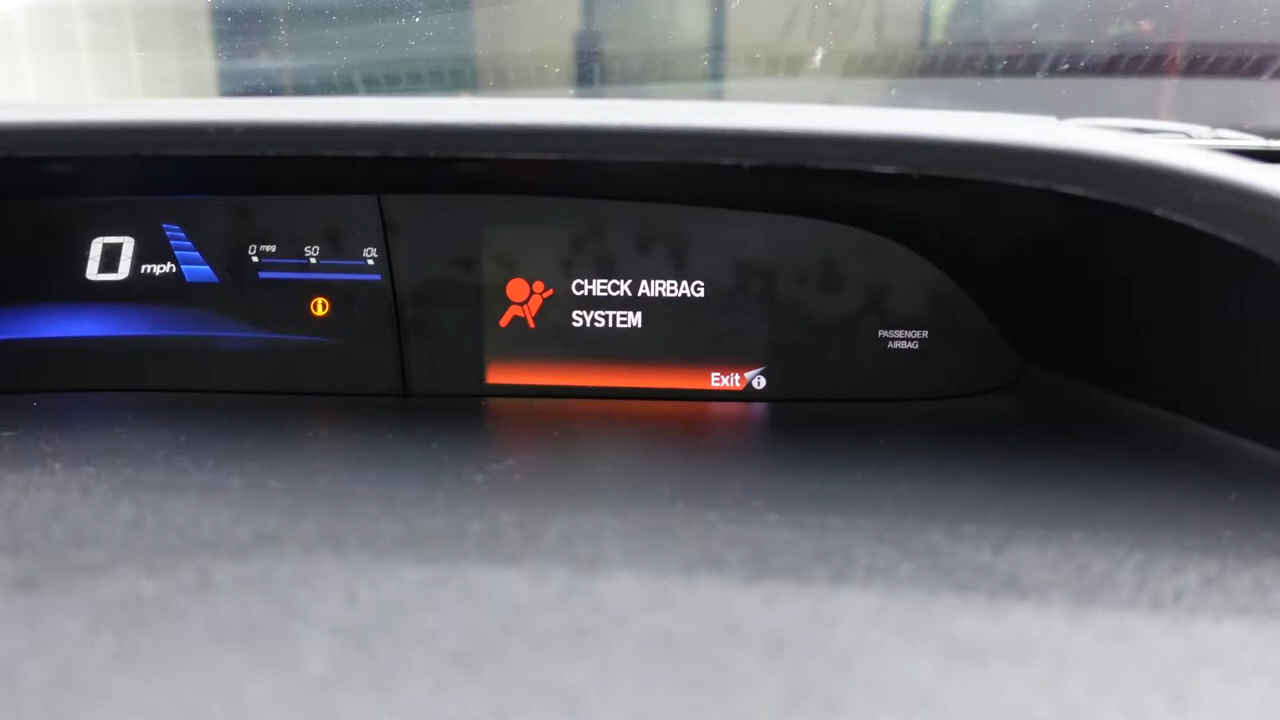 0 mph
0 mpg 50 100
CHECK AIRBAG
SYSTEM
Exit i
PASSENGER
AIRBAG